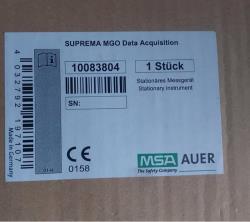 SUPREMA MGO Data Acquisition
10083804
1 Stück
Stationäres Messgerät
Stationary instrument
SN:
4 032792 197107
Made in Germany
CE
0158
MSA AUER
The Safety Company